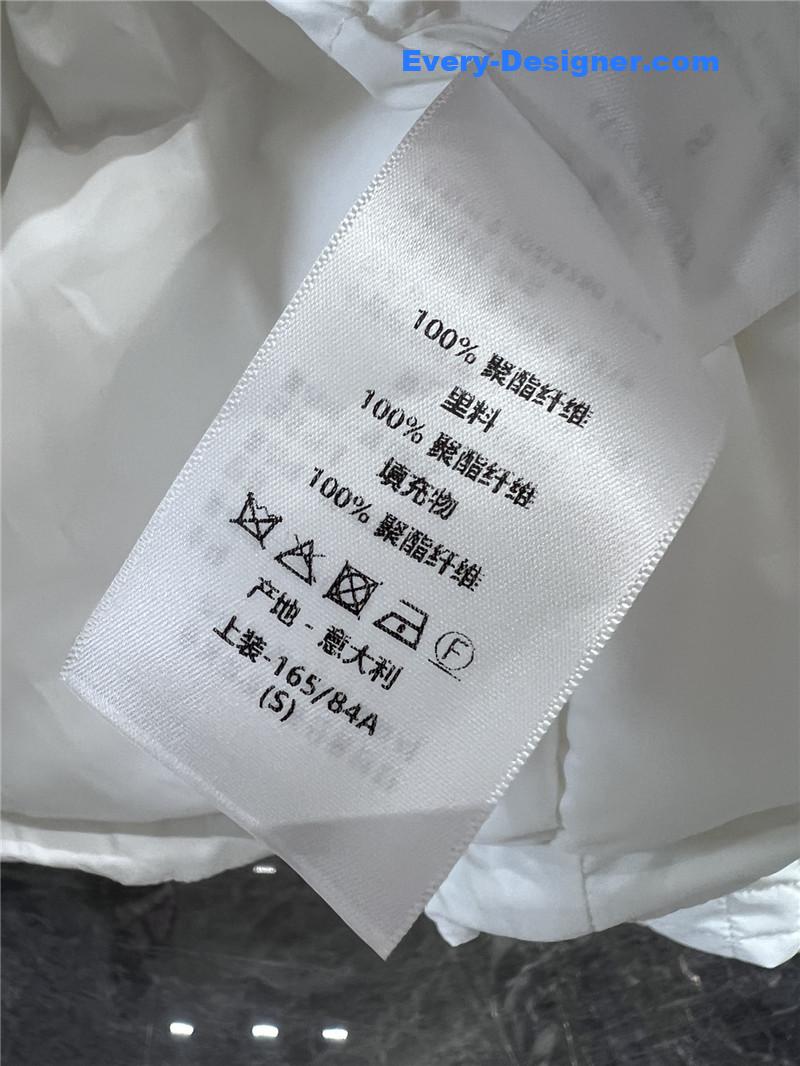 Every-Designer.com
100% 聚酯纤维
里料
100% 聚酯纤维
填充物
100% 聚酯纤维
F
产地 - 意大利
上装-165/84A
(S)